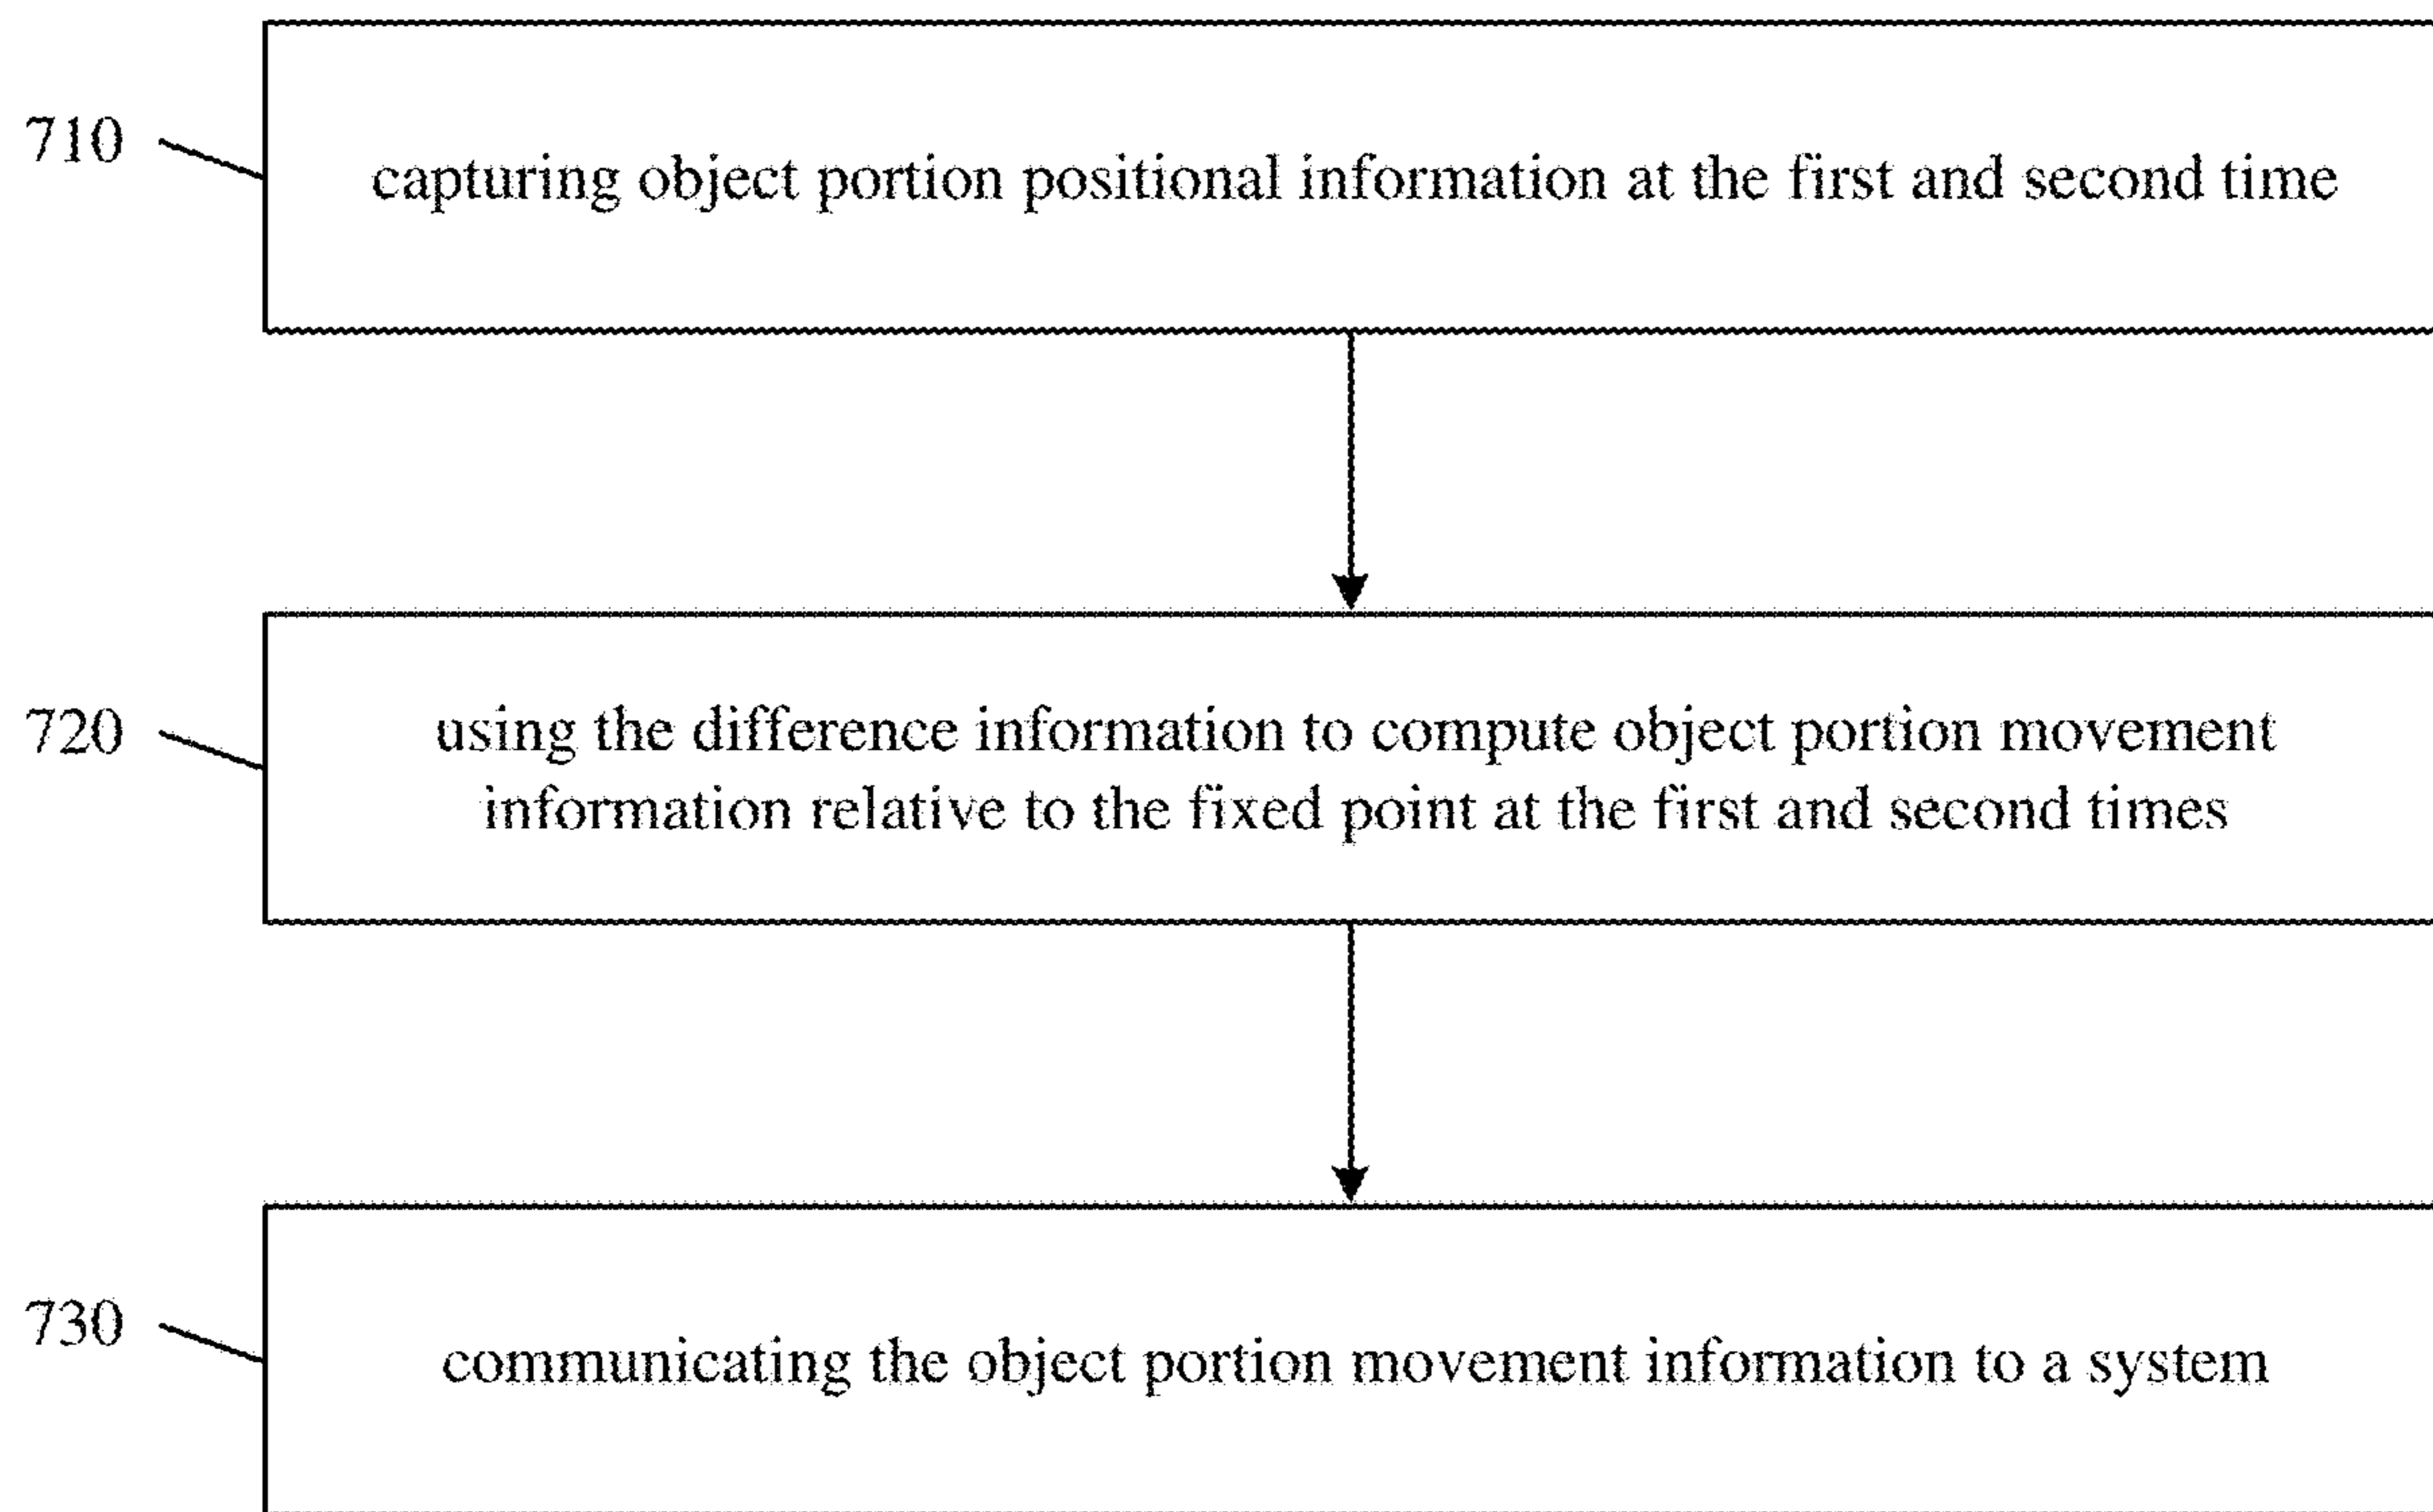 710
capturing object portion positional information at the first and second time
720
using the difference information to compute object portion movement
information relative to the fixed point at the first and second times
730
communicating the object portion movement information to a system